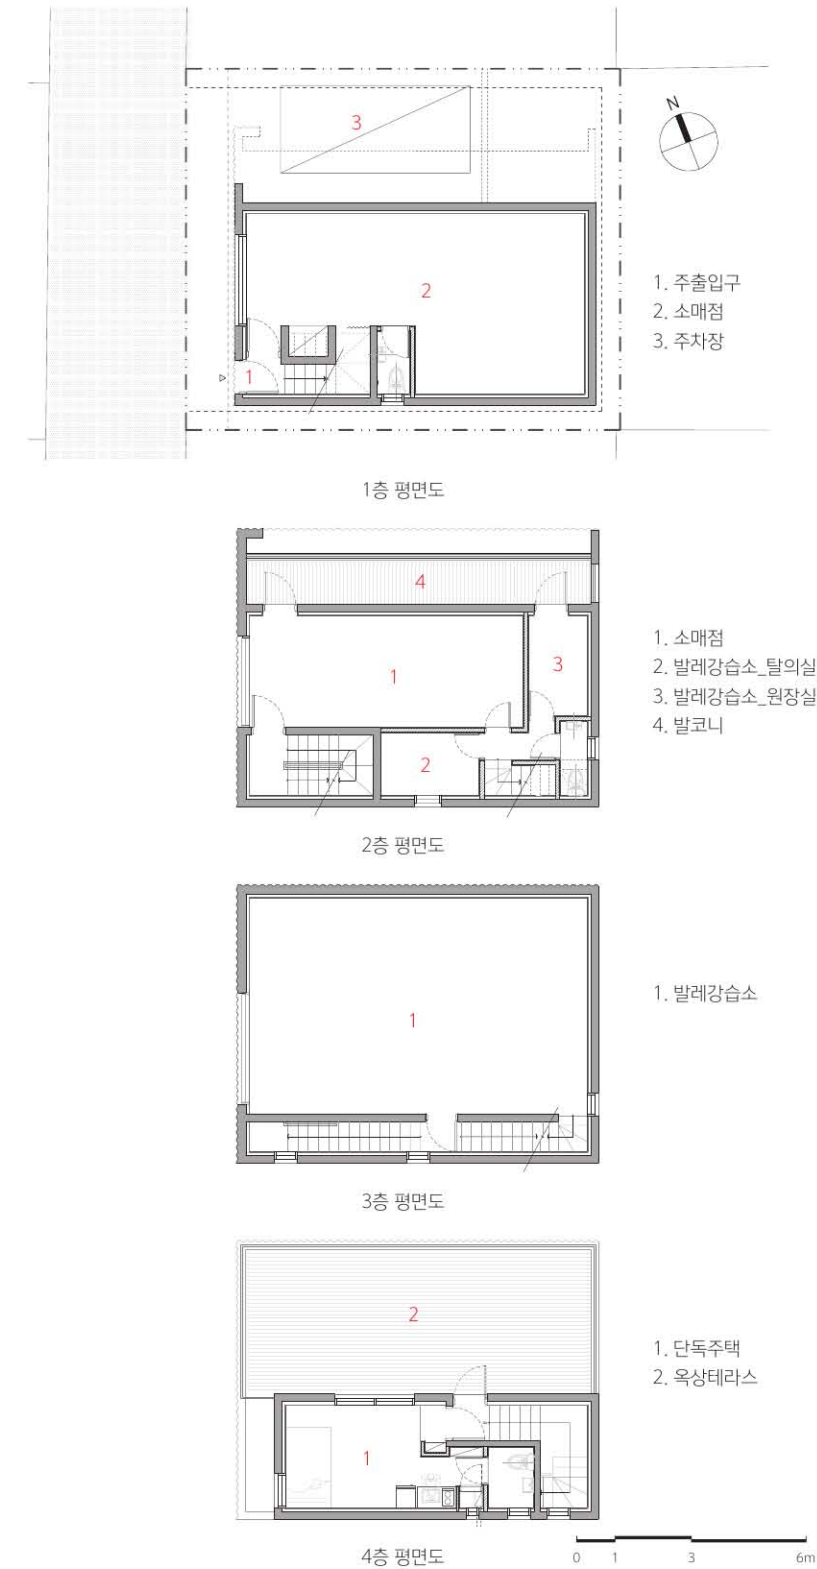 3
N
2
1. 주출입구
2. 소매점
3. 주차장
1
1층 평면도
4
1. 소매점
2. 발레강습소_탈의실
3. 발레강습소_원장실
4. 발코니
3
1
2
2층 평면도
1. 발레강습소
1
3층 평면도
2
1. 단독주택
2. 옥상테라스
1
4층 평면도
0 1 3 6m